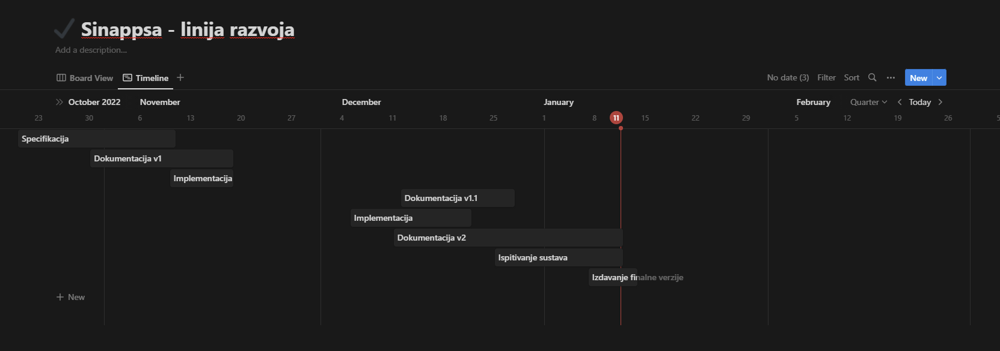 Sinappsa - linija razvoja
Add a description...
Board View Timeline + No date (3) Filter Sort ... New
October 2022 November December January February Quarter Today
23 30 6 13 20 27 4 11 18 25 1 8 11 15 22 29 5 12 19 26
Specifikacija
Dokumentacija v1
Implementacija
Dokumentacija v1.1
Implementacija
Dokumentacija v2
Ispitivanje sustava
Izdavanje finalne verzije
+ New